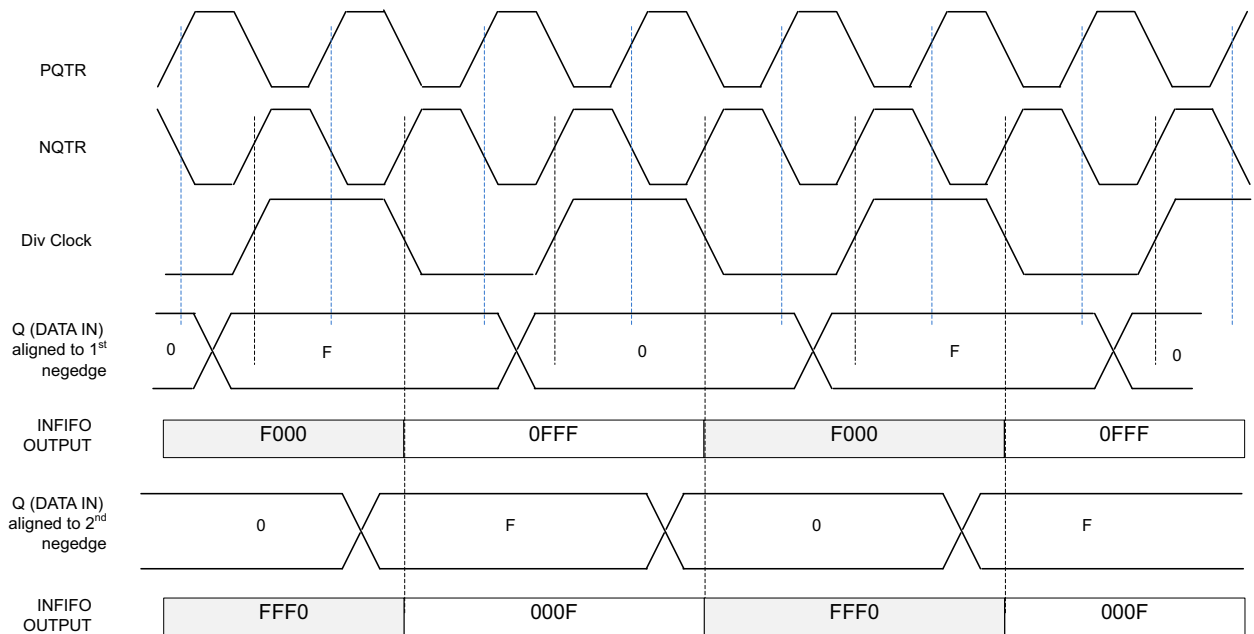 PQTR
NQTR
Div Clock
Q (DATA IN)
aligned to 1st
negedge
0
F
0
F
0
INFIFO
OUTPUT
F000
0FFF
F000
0FFF
Q (DATA IN)
aligned to 2nd
negedge
0
F
0
F
INFIFO
OUTPUT
FFF0
000F
FFF0
000F